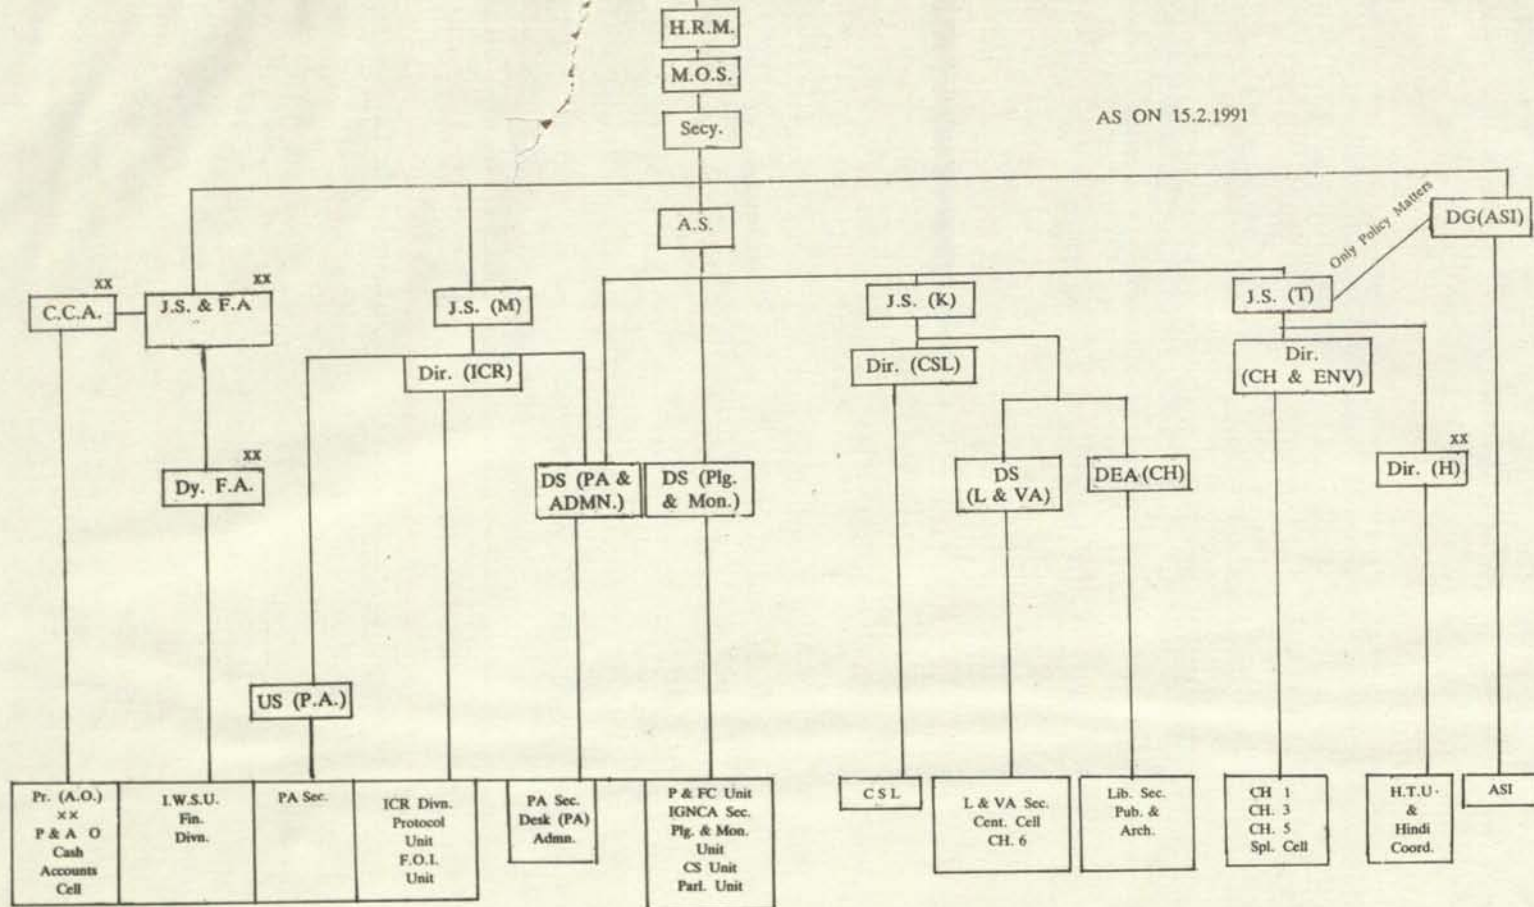 H.R.M.
M.O.S.
Secy.
AS ON 15.2.1991
A.S.
Only Policy Matters
DG(ASI)
xx
C.C.A.
xx
J.S. & F.A
J.S. (M)
J.S. (K)
J.S. (T)
Dir. (ICR)
Dir. (CSL)
Dir.
(CH & ENV)
xx
Dy. F.A.
DS (PA &
ADMN.)
DS (Plg.
& Mon.)
DS
(L & VA)
DEA (CH)
xx
Dir. (H)
US (P.A.)
Pr. (A.O.)
xx
P & A O
Cash
Accounts
Cell
I.W.S.U.
Fin.
Divn.
PA Sec.
ICR Divn.
Protocol
Unit
F.O.I.
Unit
PA Sec.
Desk (PA)
Admn.
P & FC Unit
IGNCA Sec.
Plg. & Mon.
Unit
CS Unit
Parl. Unit
C S L
L & VA Sec.
Cent. Cell
CH. 6
Lib. Sec.
Pub. &
Arch.
CH 1
CH. 3
CH. 5
Spl. Cell
H.T.U.
&
Hindi
Coord.
ASI